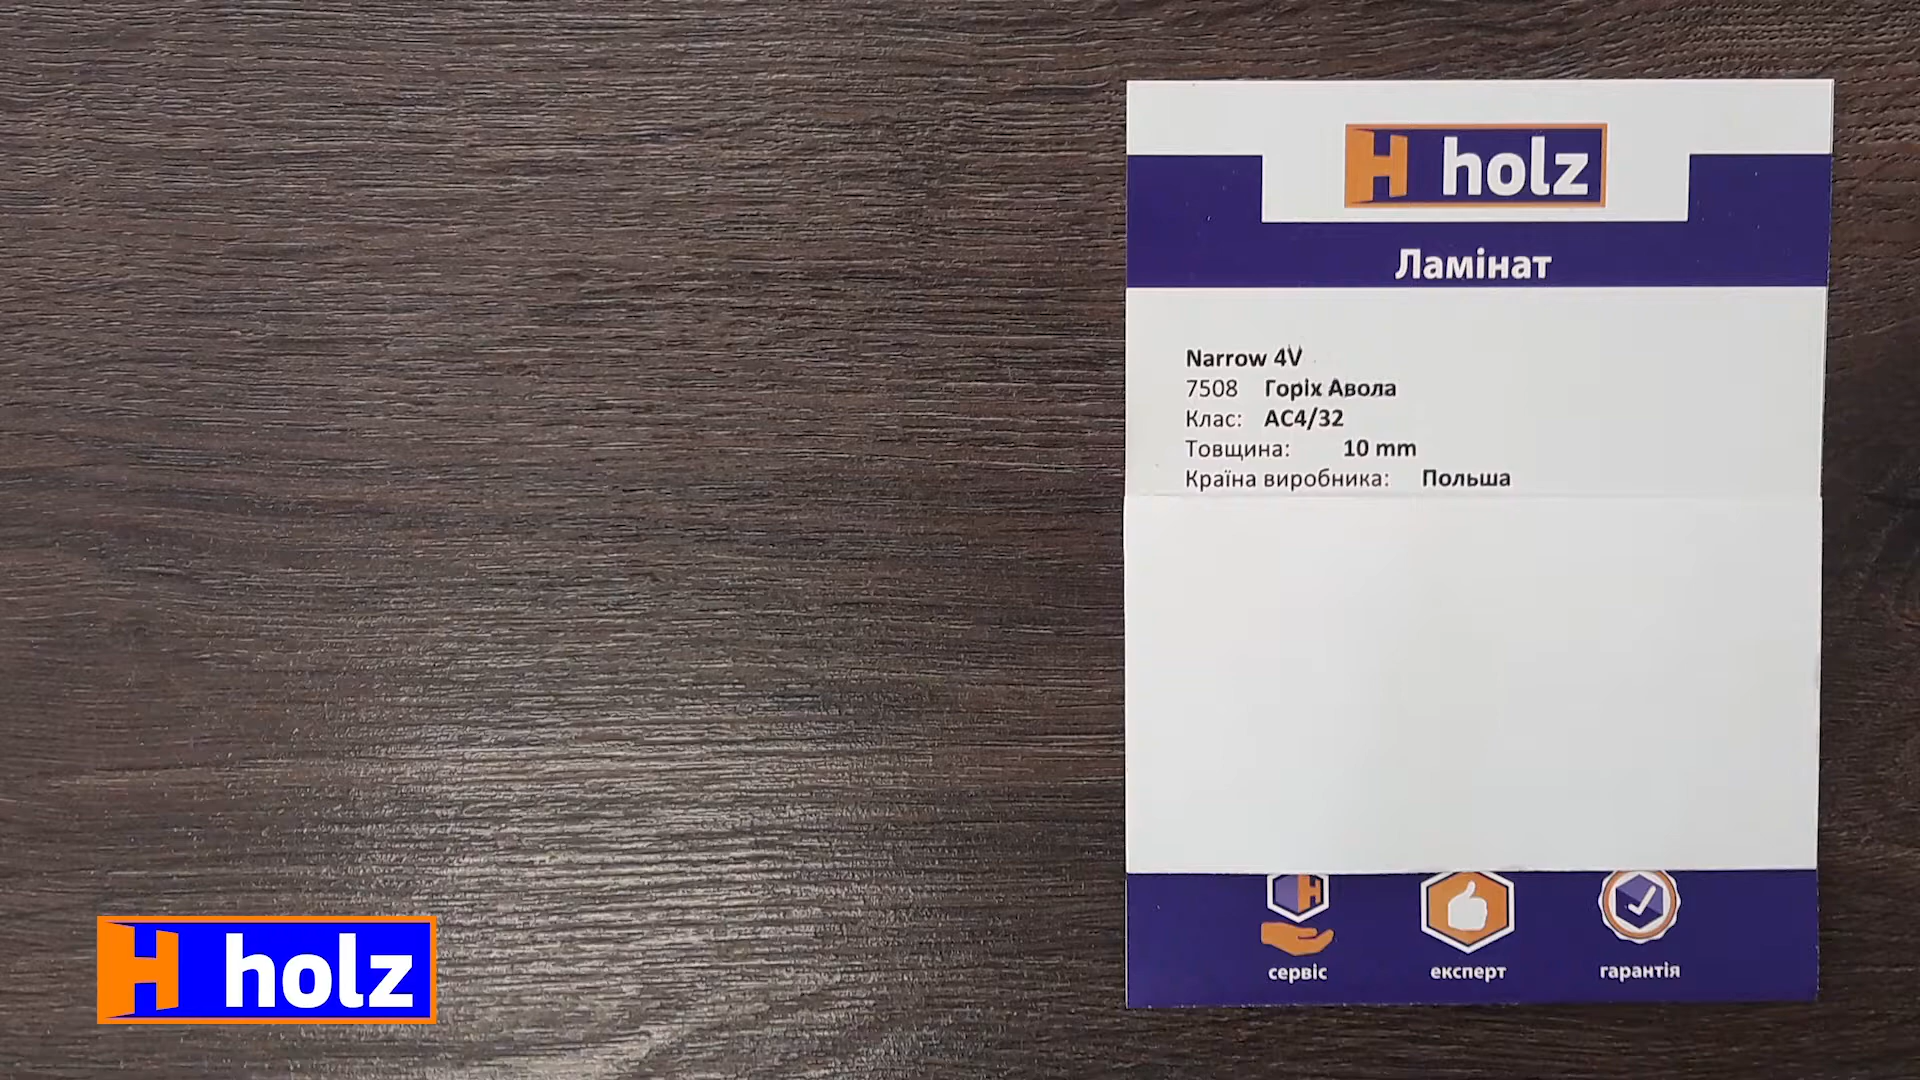 H holz
Ламінат
Narrow 4V
7508 Горіх Авола
Клас: AC4/32
Товщина: 10 mm
Країна виробника: Польша
H
сервіс експерт гарантія
H holz